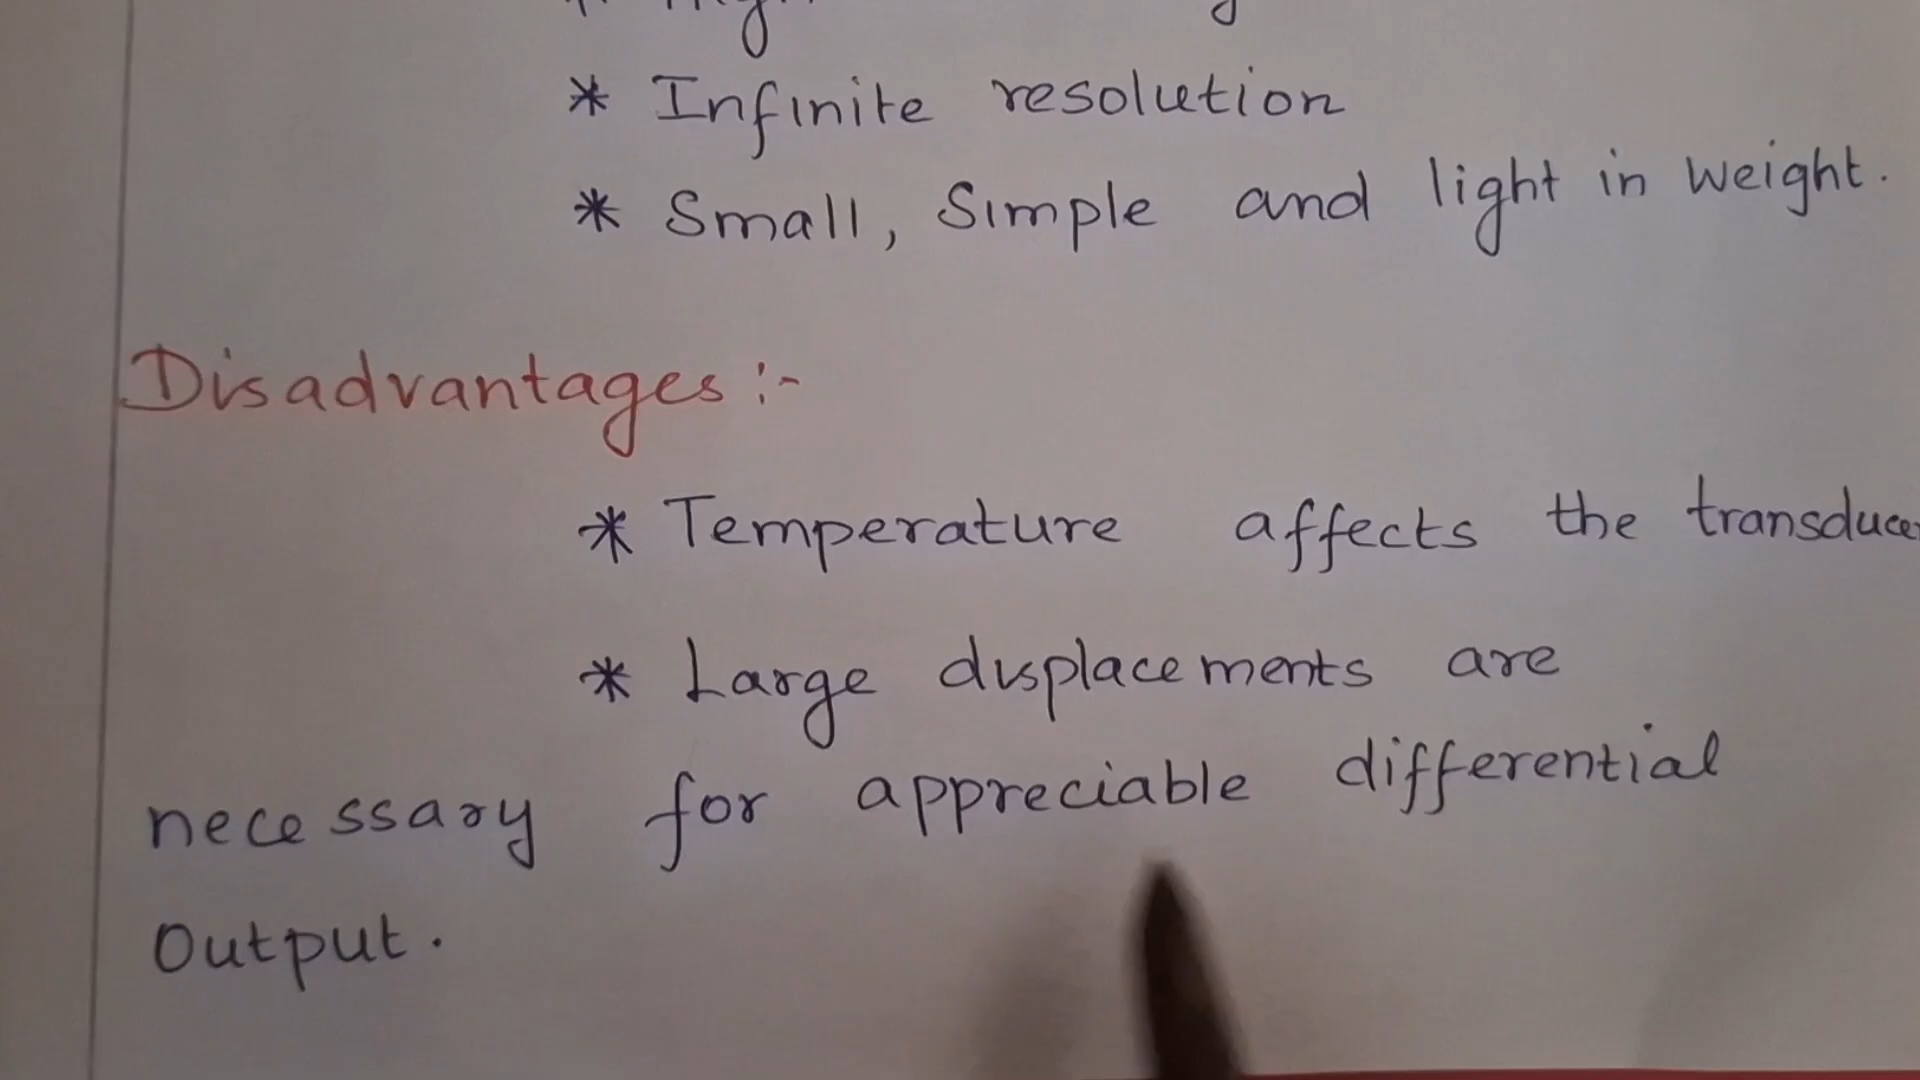 * Infinite resolution
* Small, Simple and light in weight.
Disadvantages :-
* Temperature affects the transducer
* Large displacements are
necessary for appreciable differential
Output.